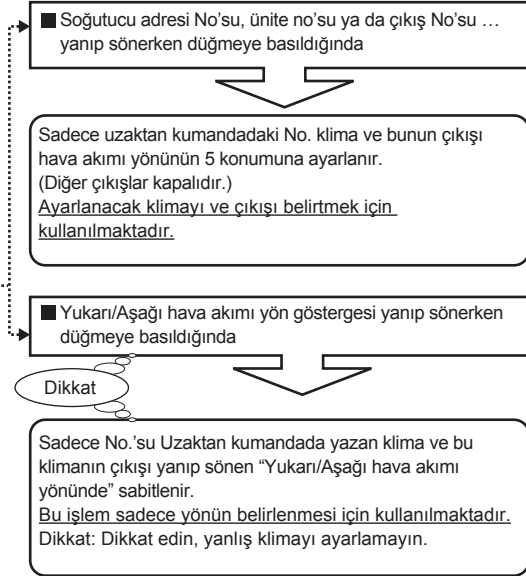 ■ Soğutucu adresi No'su, ünite no'su ya da çıkış No'su …
yanıp sönerken düğmeye basıldığında
Sadece uzaktan kumandadaki No. klima ve bunun çıkışı
hava akımı yönünün 5 konumuna ayarlanır.
(Diğer çıkışlar kapalıdır.)
Ayarlanacak klimayı ve çıkışı belirtmek için
kullanılmaktadır.
■ Yukarı/Aşağı hava akımı yön göstergesi yanıp sönerken
düğmeye basıldığında
Dikkat
Sadece No.'su Uzaktan kumandada yazan klima ve bu
klimanın çıkışı yanıp sönen “Yukarı/Aşağı hava akımı
yönünde” sabitlenir.
Bu işlem sadece yönün belirlenmesi için kullanılmaktadır.
Dikkat: Dikkat edin, yanlış klimayı ayarlamayın.